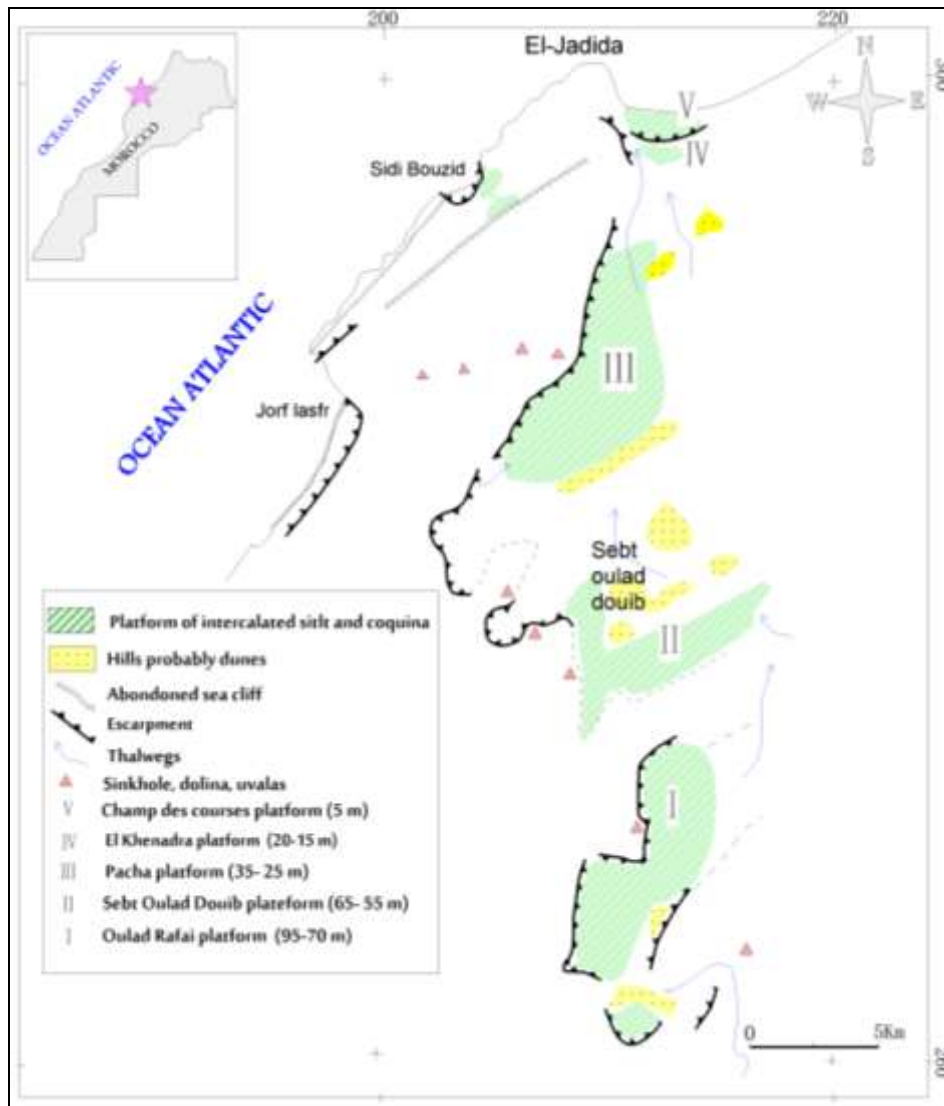 200
220
El-Jadida
300
N
W
E
S
OCEAN ATLANTIC
MOROCCO
V
IV
Sidi Bouzid
OCEAN ATLANTIC
III
Jorf lasfr
Sebt
oulad
douib
II
I
Platform of intercalated sitlt and coquina
Hills probably dunes
Abondoned sea cliff
Escarpment
Thalwegs
Sinkhole, dolina, uvalas
V Champ des courses platform (5 m)
IV El Khenadra platform (20-15 m)
III Pacha platform (35- 25 m)
II Sebt Oulad Douib plateform (65- 55 m)
I Oulad Rafai platform (95-70 m)
0 5Km
260